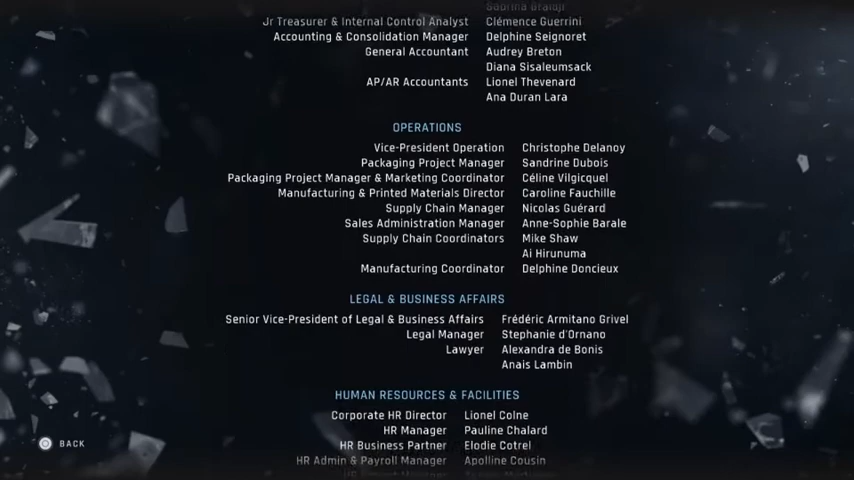 Sabrina Braidji
Jr Treasurer & Internal Control Analyst Clémence Guerrini
Accounting & Consolidation Manager Delphine Seignoret
General Accountant Audrey Breton
Diana Sisaleumsack
AP/AR Accountants Lionel Thevenard
Ana Duran Lara
OPERATIONS
Vice-President Operation Christophe Delanoy
Packaging Project Manager Sandrine Dubois
Packaging Project Manager & Marketing Coordinator Céline Vilgicquel
Manufacturing & Printed Materials Director Caroline Fauchille
Supply Chain Manager Nicolas Guérard
Sales Administration Manager Anne-Sophie Barale
Supply Chain Coordinators Mike Shaw
Ai Hirunuma
Manufacturing Coordinator Delphine Doncieux
LEGAL & BUSINESS AFFAIRS
Senior Vice-President of Legal & Business Affairs Frédéric Armitano Grivel
Legal Manager Stephanie d'Ornano
Lawyer Alexandra de Bonis
Anais Lambin
HUMAN RESOURCES & FACILITIES
Corporate HR Director Lionel Colne
HR Manager Pauline Chalard
BACK
HR Business Partner Elodie Cotrel
HR Admin & Payroll Manager Apolline Cousin